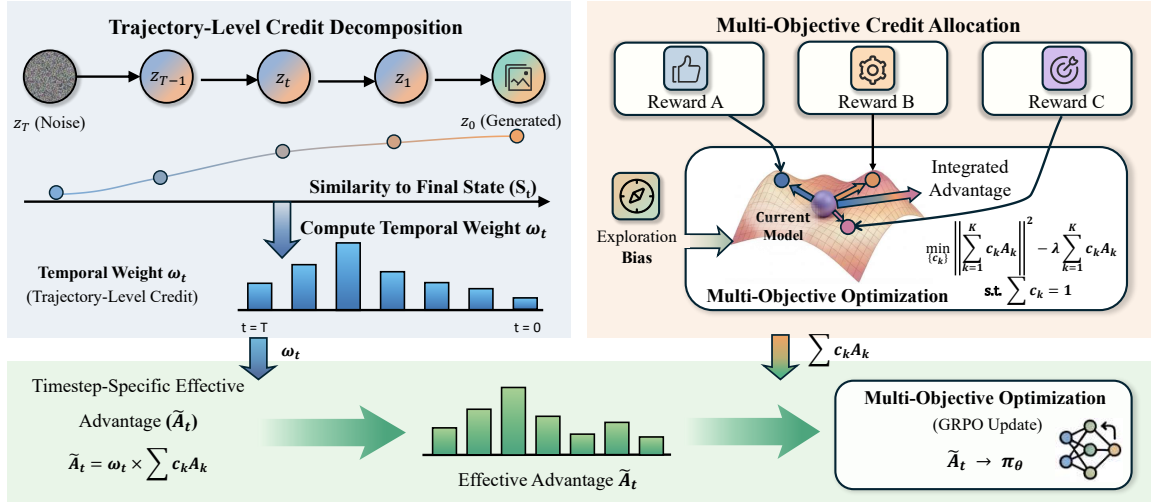 Trajectory-Level Credit Decomposition
z_{T−1}
z_t
z_1
z_T (Noise)
z_0 (Generated)
Similarity to Final State (S_t)
Compute Temporal Weight ω_t
Temporal Weight ω_t
(Trajectory-Level Credit)
t = T
t = 0
ω_t
Multi-Objective Credit Allocation
Reward A
Reward B
Reward C
Exploration
Bias
Integrated
Advantage
Current
Model
min_{\{c_k\}} ‖∑_{k=1}^{K} c_k A_k‖² − λ ∑_{k=1}^{K} c_k A_k
s.t. ∑ c_k = 1
Multi-Objective Optimization
∑ c_k A_k
Timestep-Specific Effective
Advantage (Ã_t)
Ã_t = ω_t × ∑ c_k A_k
Effective Advantage Ã_t
Multi-Objective Optimization
(GRPO Update)
Ã_t → π_θ